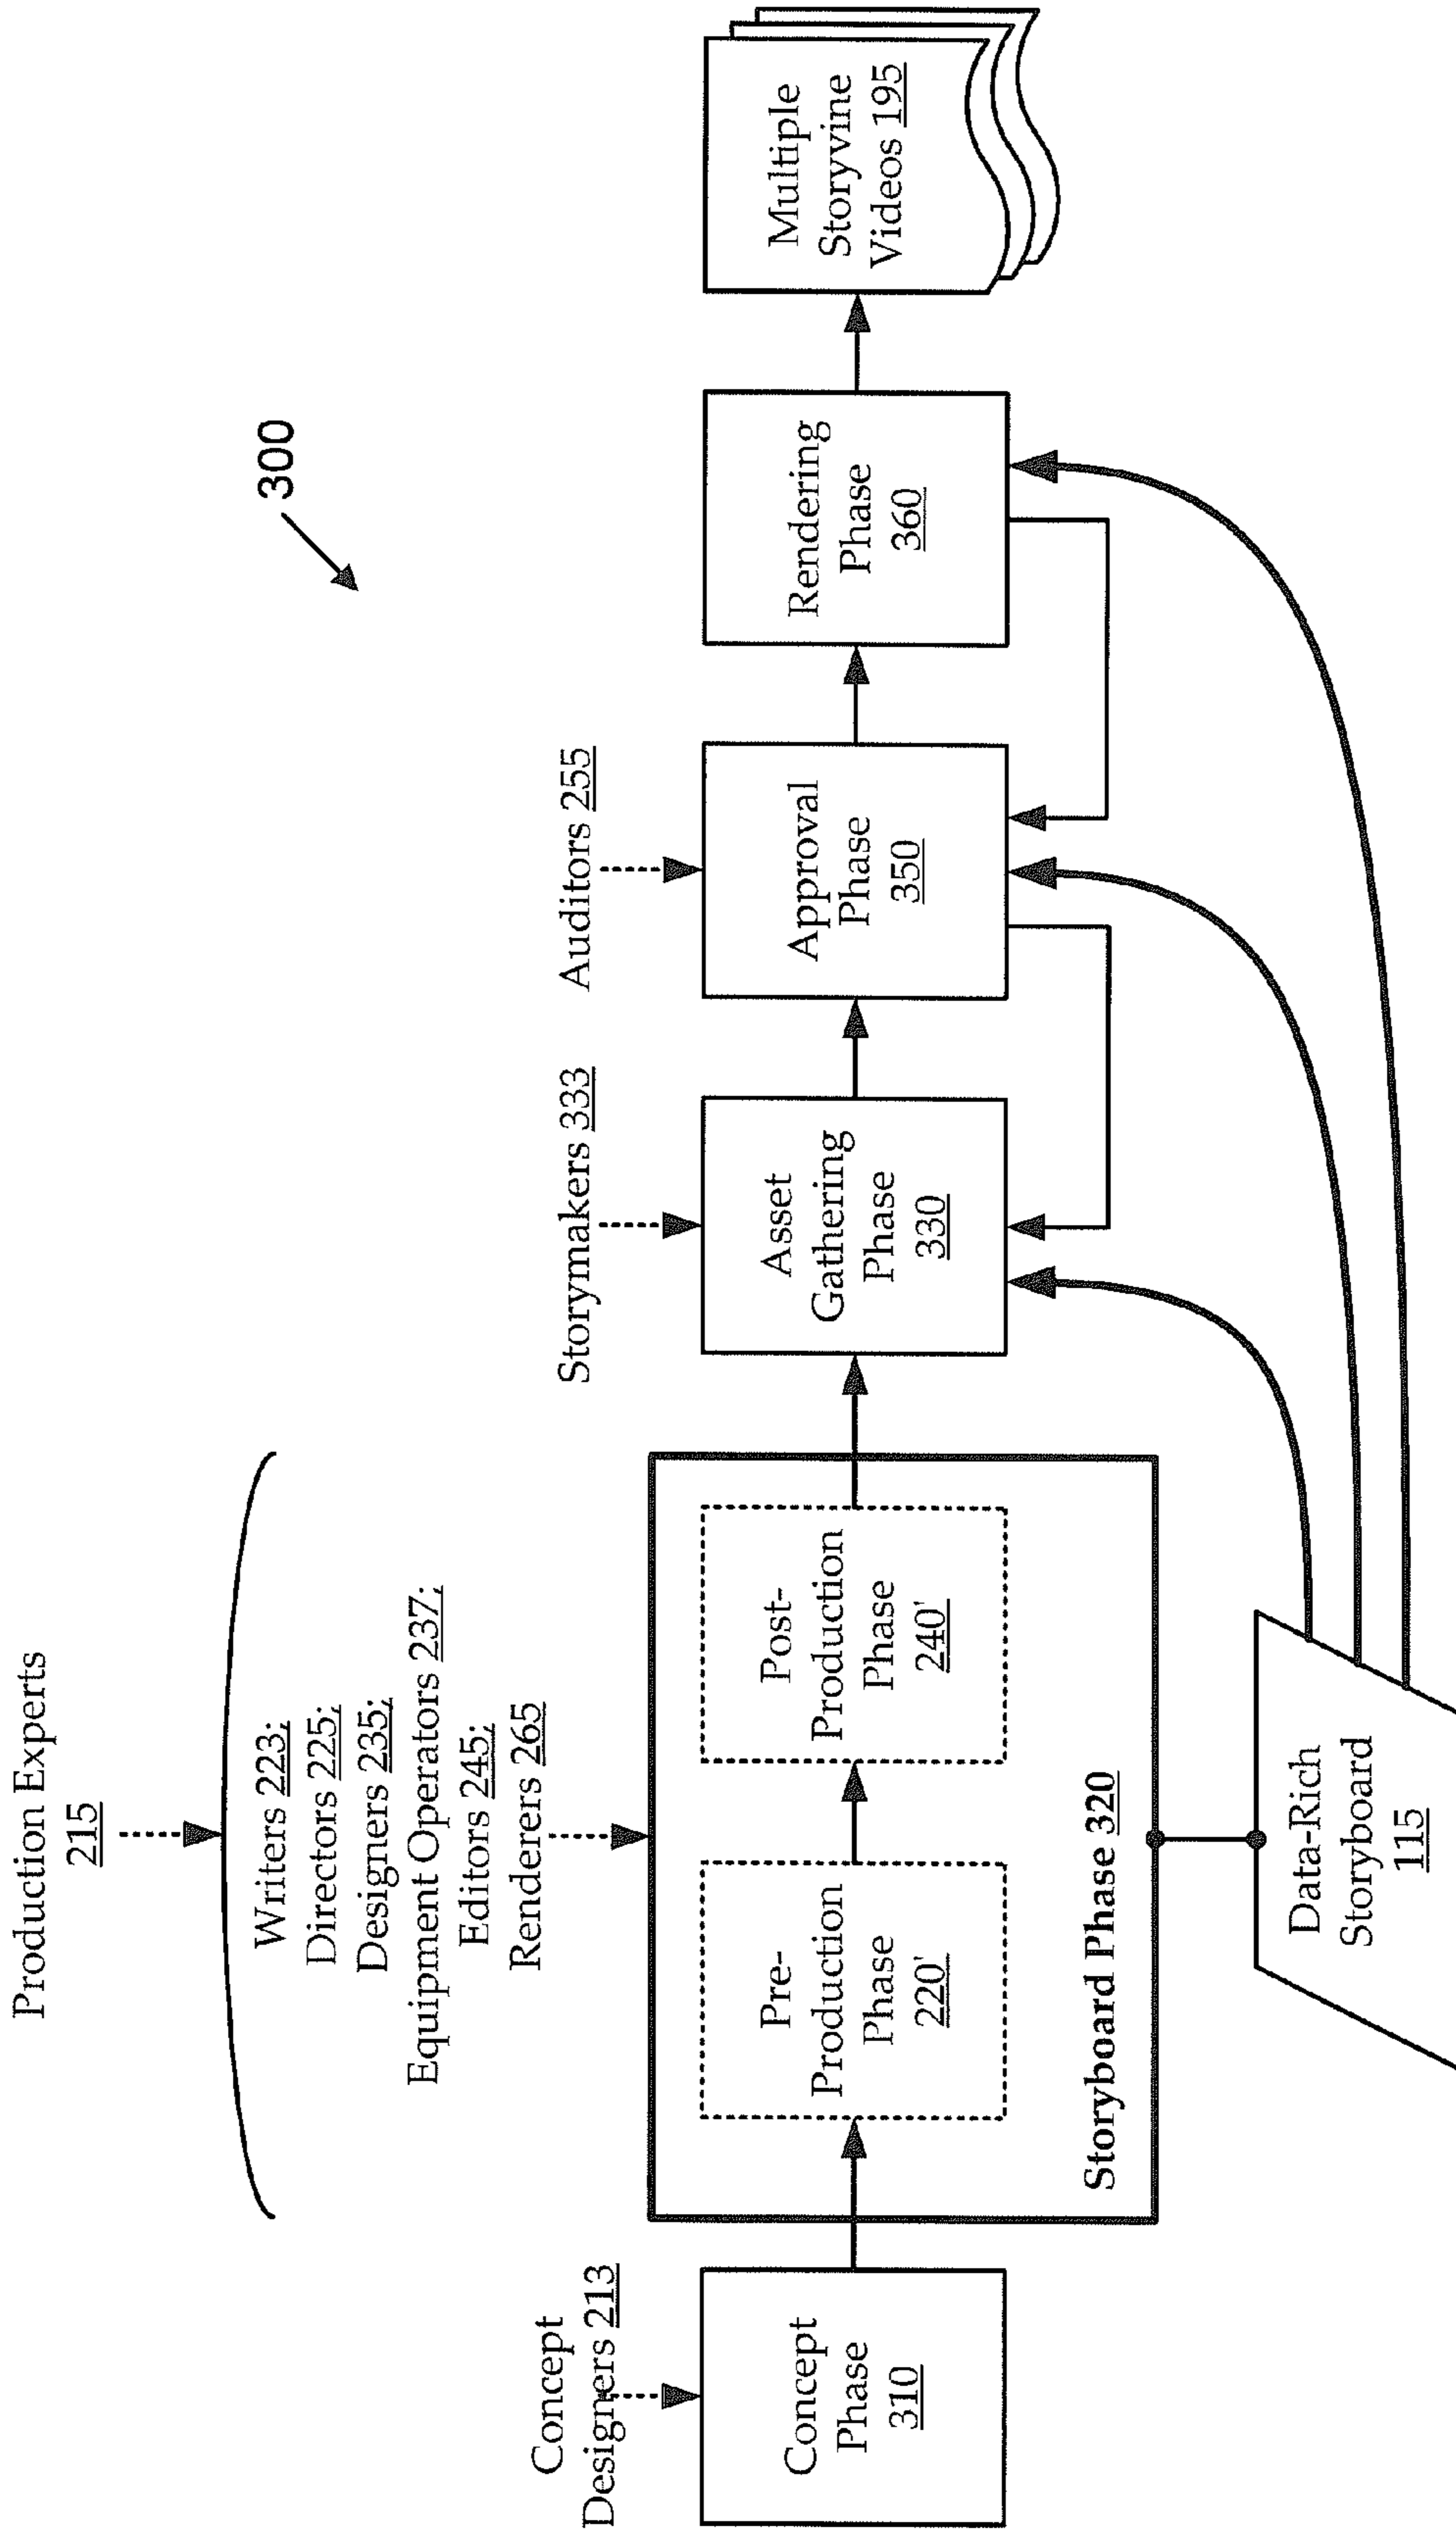 Production Experts
215
300
Writers 223;
Directors 225;
Designers 235;
Equipment Operators 237;
Editors 245;
Renderers 265
Concept
Designers 213
Storymakers 333
Auditors 255
Concept
Phase
310
Pre-
Production
Phase
220'
Post-
Production
Phase
240'
Storyboard Phase 320
Asset
Gathering
Phase
330
Approval
Phase
350
Rendering
Phase
360
Multiple
Storyvine
Videos 195
Data-Rich
Storyboard
115